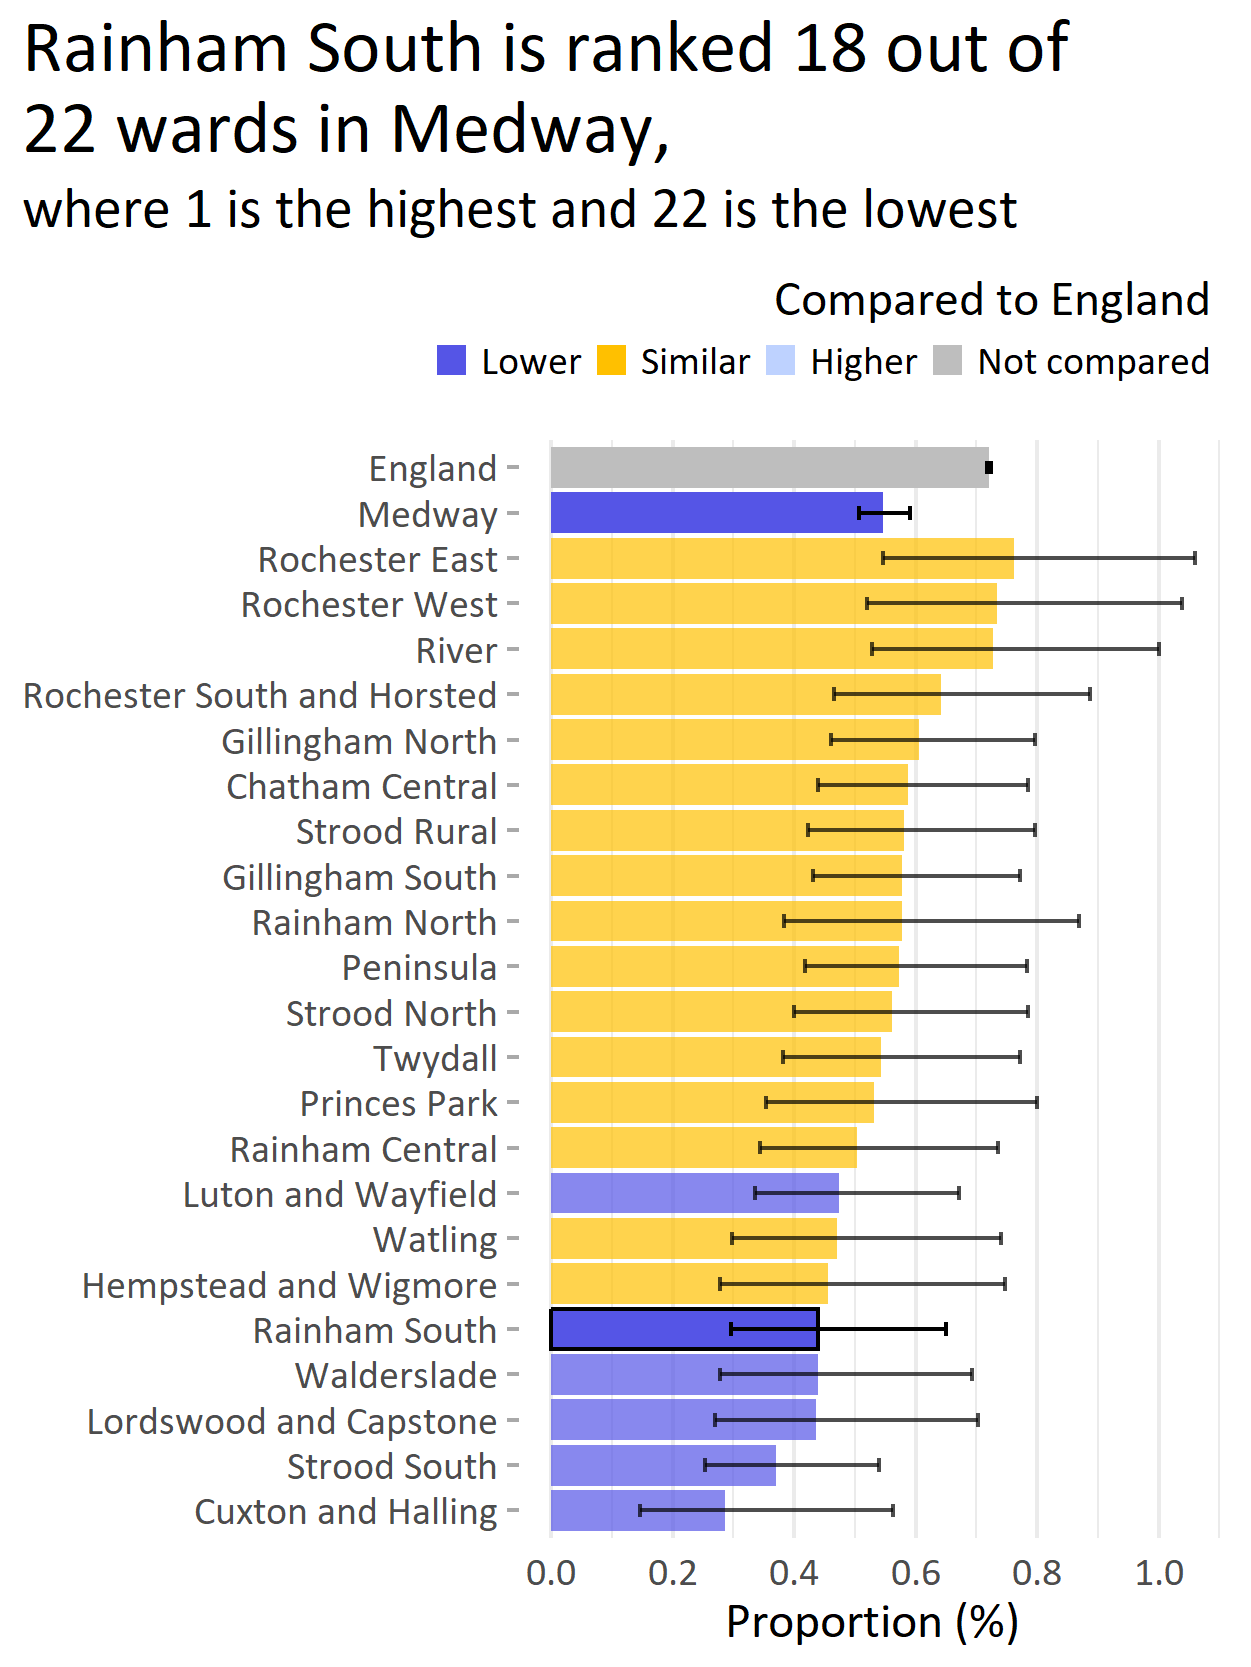 Rainham South is ranked 18 out of
22 wards in Medway,
where 1 is the highest and 22 is the lowest
Compared to England
Lower Similar Higher Not compared
England
Medway
Rochester East
Rochester West
River
Rochester South and Horsted
Gillingham North
Chatham Central
Strood Rural
Gillingham South
Rainham North
Peninsula
Strood North
Twydall
Princes Park
Rainham Central
Luton and Wayfield
Watling
Hempstead and Wigmore
Rainham South
Walderslade
Lordswood and Capstone
Strood South
Cuxton and Halling
0.0 0.2 0.4 0.6 0.8 1.0
Proportion (%)